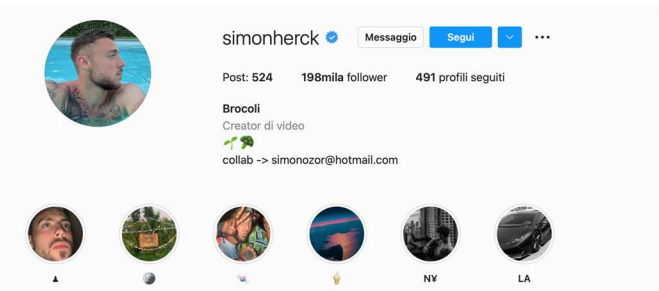 simonherck
Messaggio
Segui
Post: 524 198mila follower 491 profili seguiti
Brocoli
Creator di video
🌱🥦
collab -> simonozor@hotmail.com
N¥
LA